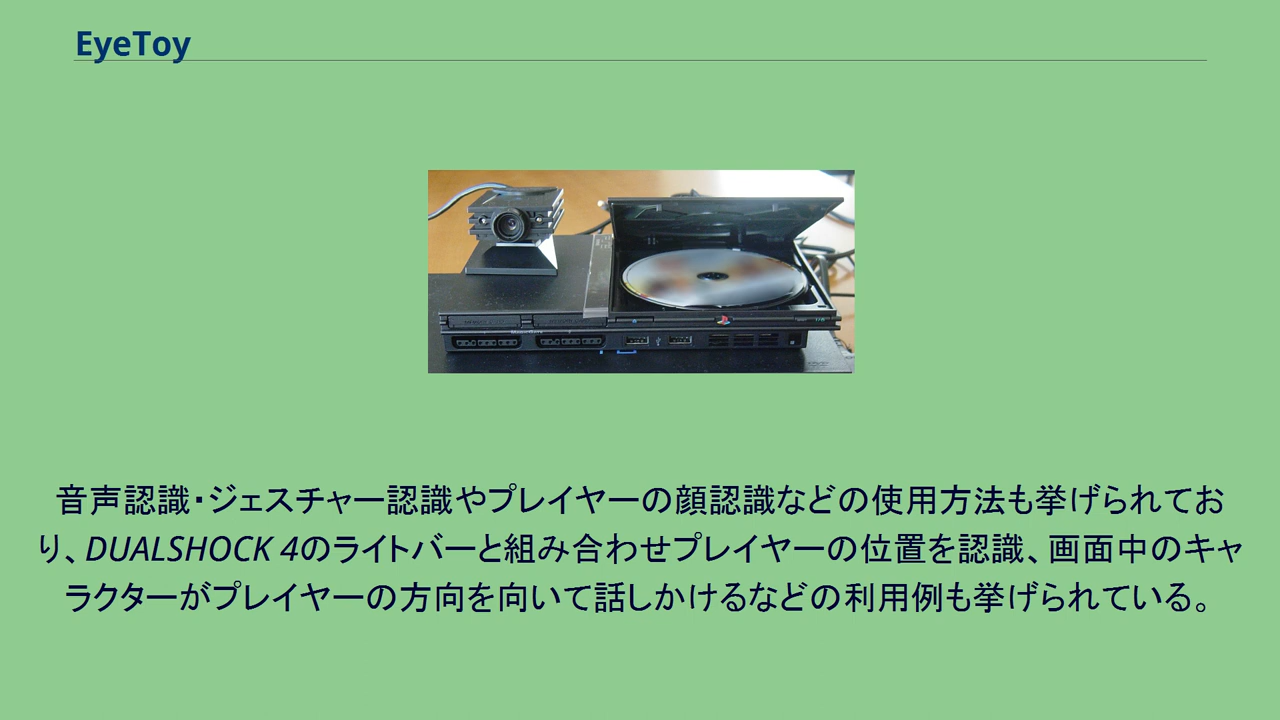 EyeToy
音声認識・ジェスチャー認識やプレイヤーの顔認識などの使用方法も挙げられてお
り、DUALSHOCK 4のライトバーと組み合わせプレイヤーの位置を認識、画面中のキャ
ラクターがプレイヤーの方向を向いて話しかけるなどの利用例も挙げられている。